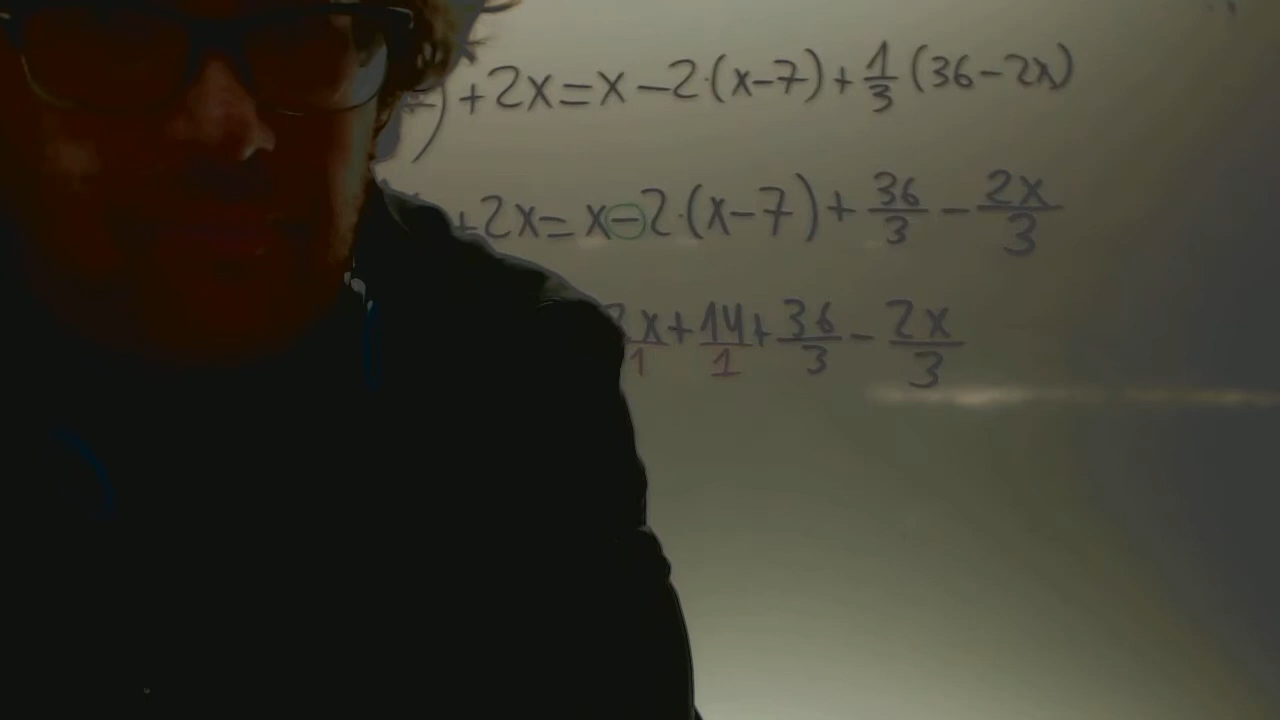 ) + 2x = x - 2·(x-7) + 1/3 (36-2x)
+2x = x - 2·(x-7) + 36/3 - 2x/3
x/1 + 14/1 + 36/3 - 2x/3